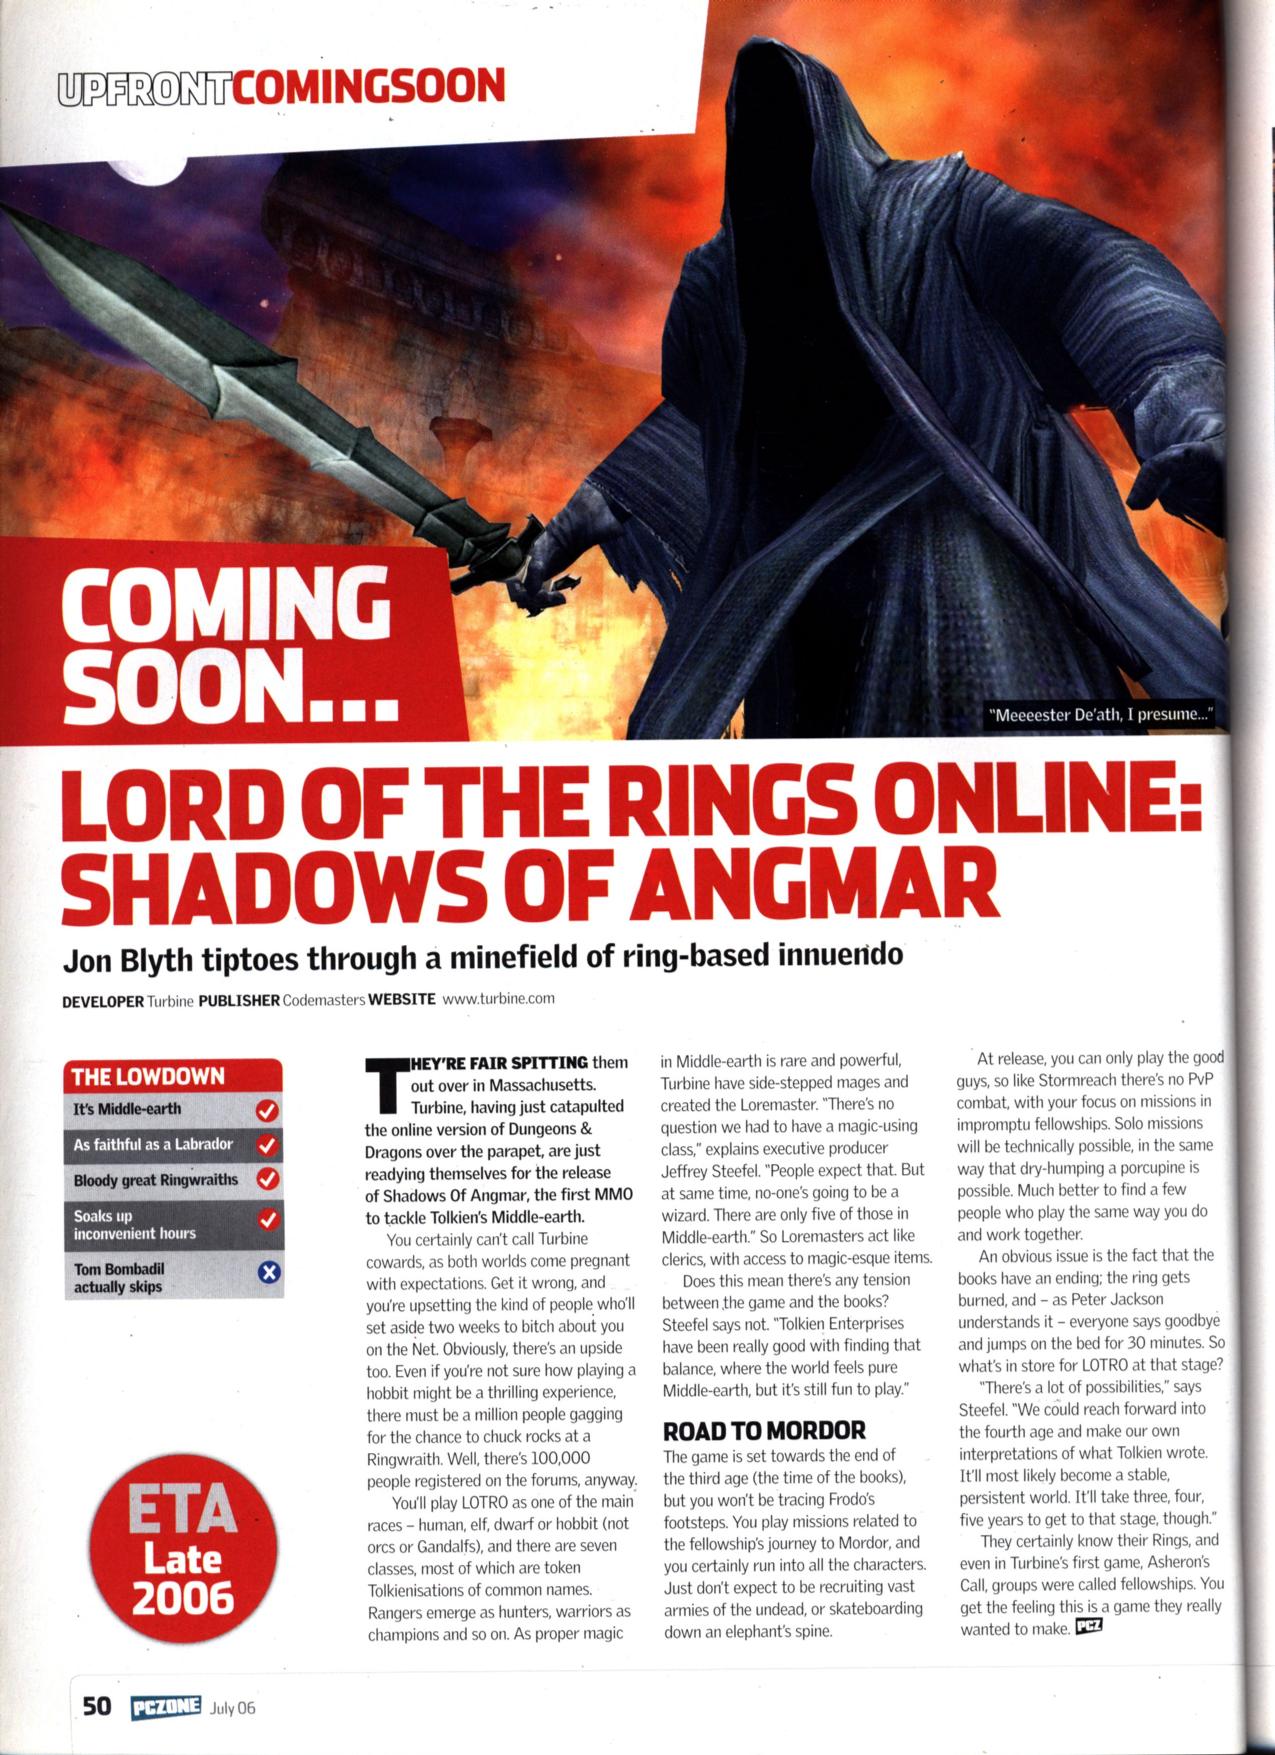 UPFRONTCOMINGSOON
COMING
SOON...
"Meeeester De'ath, I presume..."
LORD OF THE RINGS ONLINE:
SHADOWS OF ANGMAR
Jon Blyth tiptoes through a minefield of ring-based innuendo
DEVELOPER Turbine PUBLISHER Codemasters WEBSITE www.turbine.com
THE LOWDOWN
It's Middle-earth
As faithful as a Labrador
Bloody great Ringwraiths
Soaks up
inconvenient hours
Tom Bombadil
actually skips
ETA
Late
2006
THEY'RE FAIR SPITTING them
out over in Massachusetts.
Turbine, having just catapulted
the online version of Dungeons &
Dragons over the parapet, are just
readying themselves for the release
of Shadows Of Angmar, the first MMO
to tackle Tolkien's Middle-earth.
You certainly can't call Turbine
cowards, as both worlds come pregnant
with expectations. Get it wrong, and
you're upsetting the kind of people who'll
set aside two weeks to bitch about you
on the Net. Obviously, there's an upside
too. Even if you're not sure how playing a
hobbit might be a thrilling experience,
there must be a million people gagging
for the chance to chuck rocks at a
Ringwraith. Well, there's 100,000
people registered on the forums, anyway.
You'll play LOTRO as one of the main
races – human, elf, dwarf or hobbit (not
orcs or Gandalfs), and there are seven
classes, most of which are token
Tolkienisations of common names.
Rangers emerge as hunters, warriors as
champions and so on. As proper magic
in Middle-earth is rare and powerful,
Turbine have side-stepped mages and
created the Loremaster. "There's no
question we had to have a magic-using
class," explains executive producer
Jeffrey Steefel. "People expect that. But
at same time, no-one's going to be a
wizard. There are only five of those in
Middle-earth." So Loremasters act like
clerics, with access to magic-esque items.
Does this mean there's any tension
between the game and the books?
Steefel says not. "Tolkien Enterprises
have been really good with finding that
balance, where the world feels pure
Middle-earth, but it's still fun to play."
ROAD TO MORDOR
The game is set towards the end of
the third age (the time of the books),
but you won't be tracing Frodo's
footsteps. You play missions related to
the fellowship's journey to Mordor, and
you certainly run into all the characters.
Just don't expect to be recruiting vast
armies of the undead, or skateboarding
down an elephant's spine.
At release, you can only play the good
guys, so like Stormreach there's no PvP
combat, with your focus on missions in
impromptu fellowships. Solo missions
will be technically possible, in the same
way that dry-humping a porcupine is
possible. Much better to find a few
people who play the same way you do
and work together.
An obvious issue is the fact that the
books have an ending; the ring gets
burned, and – as Peter Jackson
understands it – everyone says goodbye
and jumps on the bed for 30 minutes. So
what's in store for LOTRO at that stage?
"There's a lot of possibilities," says
Steefel. "We could reach forward into
the fourth age and make our own
interpretations of what Tolkien wrote.
It'll most likely become a stable,
persistent world. It'll take three, four,
five years to get to that stage, though."
They certainly know their Rings, and
even in Turbine's first game, Asheron's
Call, groups were called fellowships. You
get the feeling this is a game they really
wanted to make. PCZ
50 PCZONE July 06